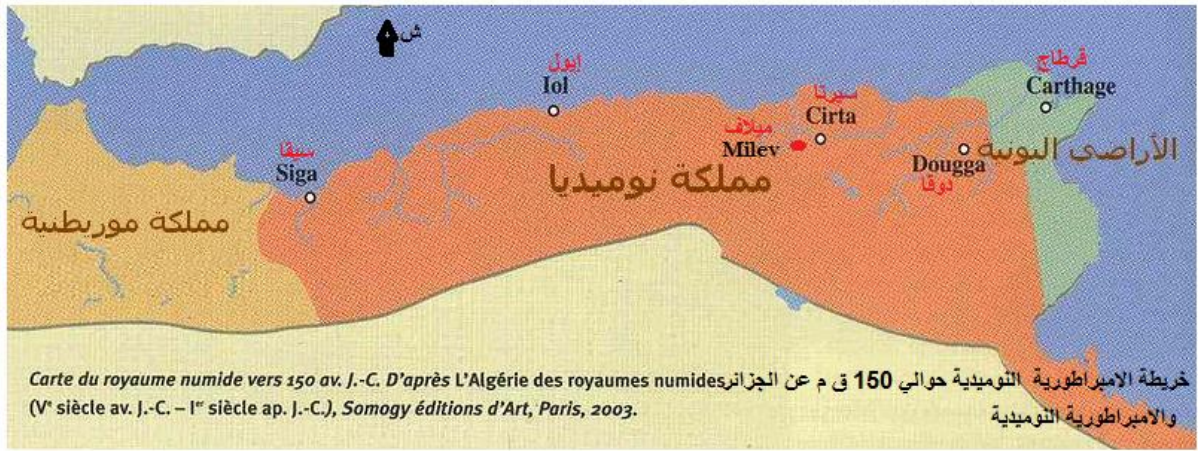 ش
قرطاج
Carthage
إيول
Iol
سيرتا
Cirta
ميلاف
Milev
Dougga
دوقا
الأراضي البونية
سيقا
Siga
مملكة نوميديا
مملكة موريطنية
Carte du royaume numide vers 150 av. J.-C. D'après L'Algérie des royaumes numides
(Vᵉ siècle av. J.-C. – Iᵉʳ siècle ap. J.-C.), Somogy éditions d'Art, Paris, 2003.
خريطة الامبراطورية النوميدية حوالي 150 ق م عن الجزائر
والامبراطورية النوميدية